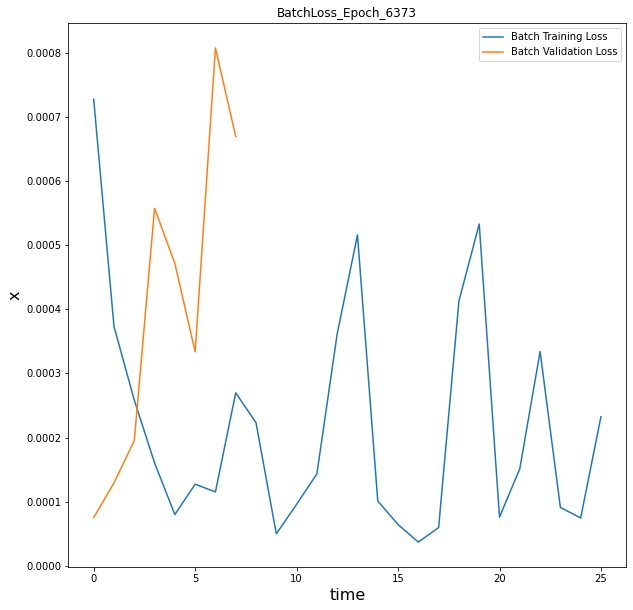 BatchLoss_Epoch_6373
Batch Training Loss
Batch Validation Loss
0.0008
0.0007
0.0006
0.0005
0.0004
0.0003
0.0002
0.0001
0.0000
x
0 5 10 15 20 25
time